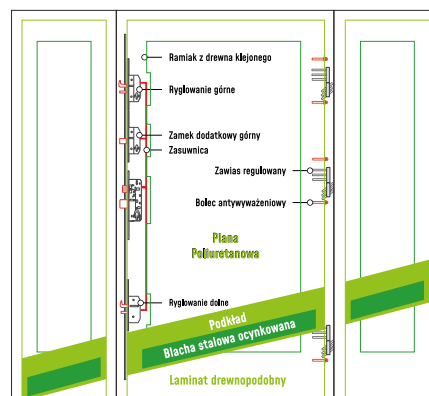 Ramiak z drewna klejonego
Ryglowanie górne
Zamek dodatkowy górny
Zasuwnica
Zawias regulowany
Bolec antywyważeniowy
Piana
Poliuretanowa
Ryglowanie dolne
Podkład
Blacha stalowa ocynkowana
Laminat drewnopodobny